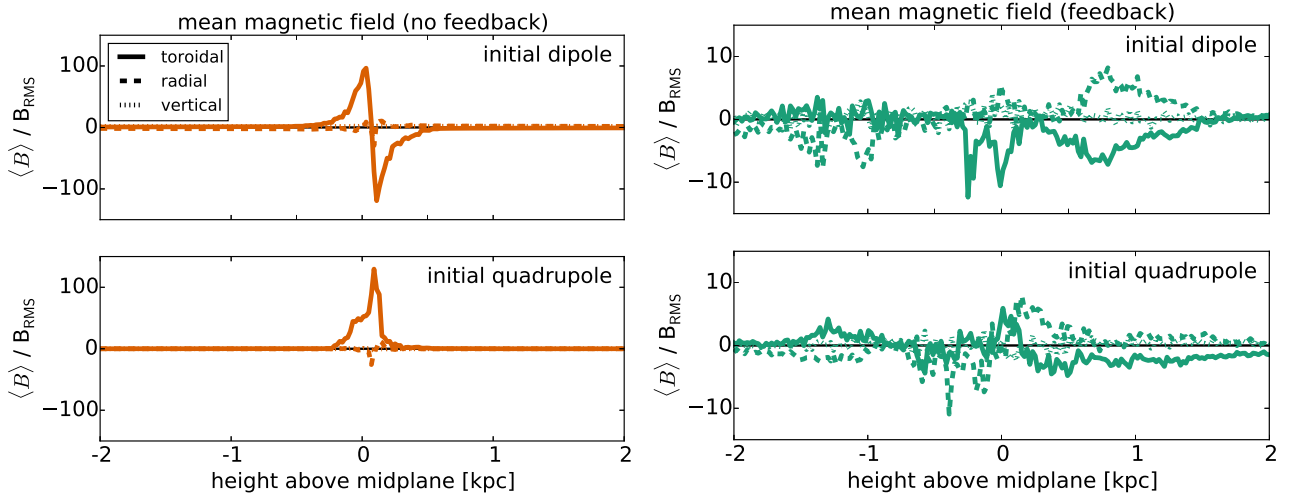 mean magnetic field (no feedback)
⟨B⟩ / B_RMS
100
0
−100
toroidal
radial
vertical
initial dipole
⟨B⟩ / B_RMS
100
0
−100
initial quadrupole
-2
-1
0
1
2
height above midplane [kpc]
mean magnetic field (feedback)
⟨B⟩ / B_RMS
10
0
−10
initial dipole
⟨B⟩ / B_RMS
10
0
−10
initial quadrupole
-2
-1
0
1
2
height above midplane [kpc]